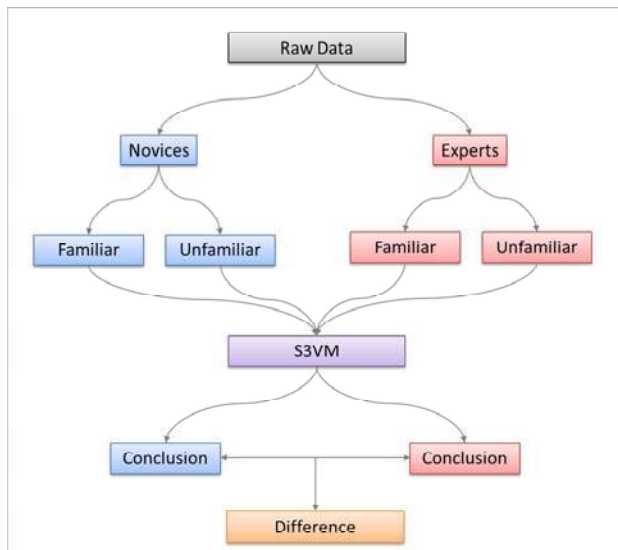 Raw Data
Novices
Experts
Familiar
Unfamiliar
Familiar
Unfamiliar
S3VM
Conclusion
Conclusion
Difference